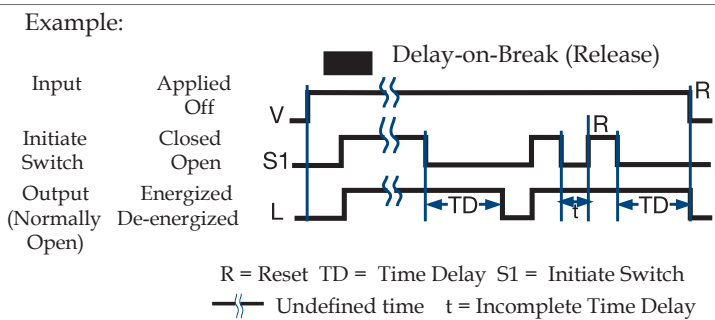 Example:
Delay-on-Break (Release)
Input Applied
Off
V
R
Initiate Closed
Switch Open
S1
R
Output Energized
(Normally De-energized
Open)
L
TD
t
TD
R = Reset TD = Time Delay S1 = Initiate Switch
Undefined time t = Incomplete Time Delay